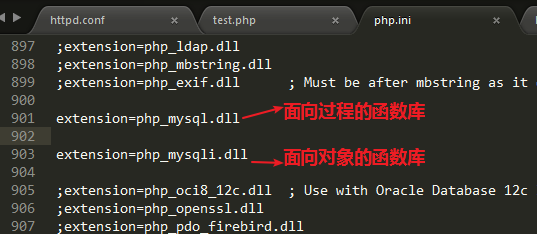 httpd.conf × test.php × php.ini ×
897 ;extension=php_ldap.dll
898 ;extension=php_mbstring.dll
899 ;extension=php_exif.dll ; Must be after mbstring as it
900
901 extension=php_mysql.dll 面向过程的函数库
902
903 extension=php_mysqli.dll 面向对象的函数库
904
905 ;extension=php_oci8_12c.dll ; Use with Oracle Database 12c
906 ;extension=php_openssl.dll
907 ;extension=php_pdo_firebird.dll